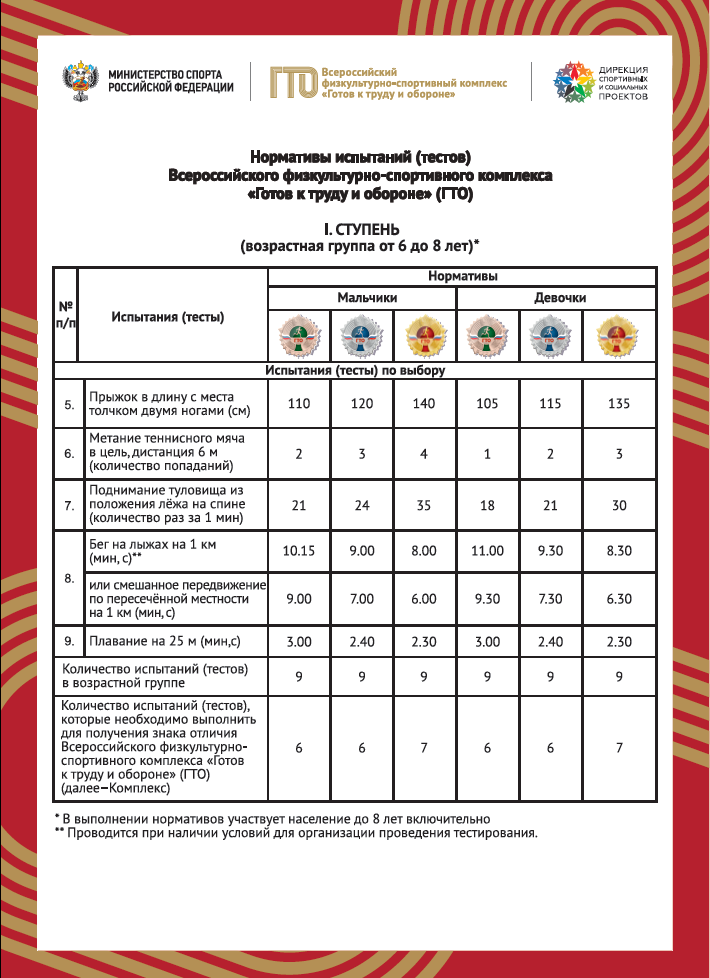 МИНИСТЕРСТВО СПОРТА
РОССИЙСКОЙ ФЕДЕРАЦИИ
ГТО
Всероссийский
физкультурно-спортивный комплекс
«Готов к труду и обороне»
ДИРЕКЦИЯ
СПОРТИВНЫХ
И СОЦИАЛЬНЫХ
ПРОЕКТОВ
Нормативы испытаний (тестов)
Всероссийского физкультурно-спортивного комплекса
«Готов к труду и обороне» (ГТО)
I. СТУПЕНЬ
(возрастная группа от 6 до 8 лет)*
№
п/п
Испытания (тесты)
Нормативы
Мальчики Девочки
ГТО ГТО ГТО ГТО ГТО ГТО
Испытания (тесты) по выбору
5. Прыжок в длину с места
толчком двумя ногами (см) 110 120 140 105 115 135
6. Метание теннисного мяча
в цель, дистанция 6 м
(количество попаданий) 2 3 4 1 2 3
7. Поднимание туловища из
положения лёжа на спине
(количество раз за 1 мин) 21 24 35 18 21 30
8. Бег на лыжах на 1 км
(мин, с)** 10.15 9.00 8.00 11.00 9.30 8.30
или смешанное передвижение
по пересечённой местности
на 1 км (мин, с) 9.00 7.00 6.00 9.30 7.30 6.30
9. Плавание на 25 м (мин,с) 3.00 2.40 2.30 3.00 2.40 2.30
Количество испытаний (тестов)
в возрастной группе 9 9 9 9 9 9
Количество испытаний (тестов),
которые необходимо выполнить
для получения знака отличия
Всероссийского физкультурно-
спортивного комплекса «Готов
к труду и обороне» (ГТО)
(далее—Комплекс) 6 6 7 6 6 7
* В выполнении нормативов участвует население до 8 лет включительно
** Проводится при наличии условий для организации проведения тестирования.